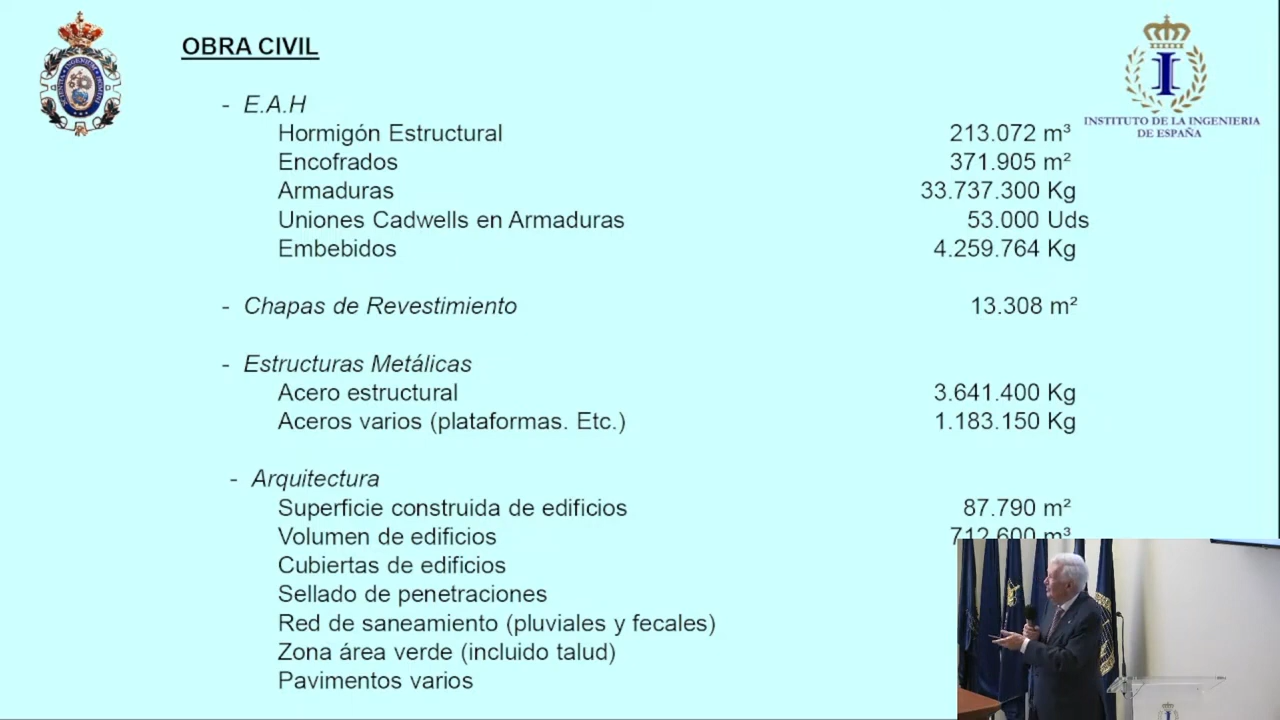 OBRA CIVIL
INSTITUTO DE LA INGENIERIA
DE ESPAÑA
- E.A.H
Hormigón Estructural 213.072 m³
Encofrados 371.905 m²
Armaduras 33.737.300 Kg
Uniones Cadwells en Armaduras 53.000 Uds
Embebidos 4.259.764 Kg
- Chapas de Revestimiento 13.308 m²
- Estructuras Metálicas
Acero estructural 3.641.400 Kg
Aceros varios (plataformas. Etc.) 1.183.150 Kg
- Arquitectura
Superficie construida de edificios 87.790 m²
Volumen de edificios 712.600 m³
Cubiertas de edificios
Sellado de penetraciones
Red de saneamiento (pluviales y fecales)
Zona área verde (incluido talud)
Pavimentos varios